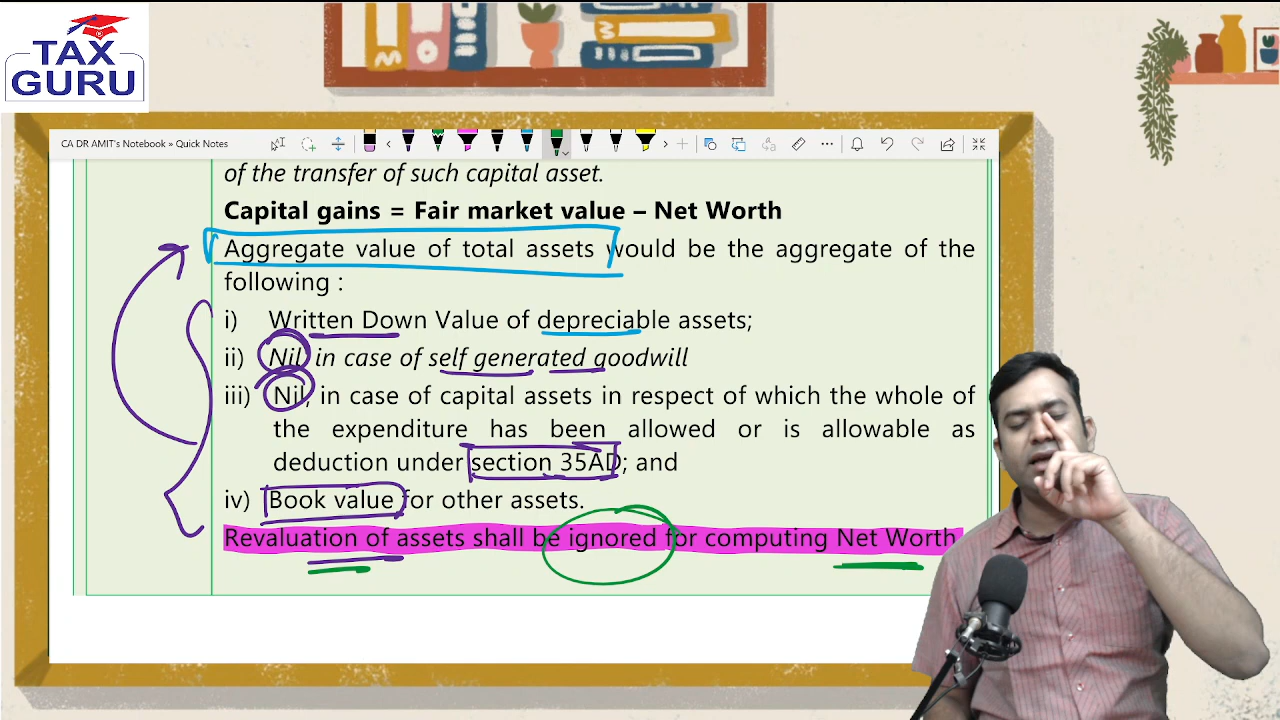 TAX
GURU
CA DR AMIT's Notebook » Quick Notes
of the transfer of such capital asset.
Capital gains = Fair market value – Net Worth
Aggregate value of total assets would be the aggregate of the
following :
i) Written Down Value of depreciable assets;
ii) Nil, in case of self generated goodwill
iii) Nil, in case of capital assets in respect of which the whole of
the expenditure has been allowed or is allowable as
deduction under section 35AD; and
iv) Book value for other assets.
Revaluation of assets shall be ignored for computing Net Worth